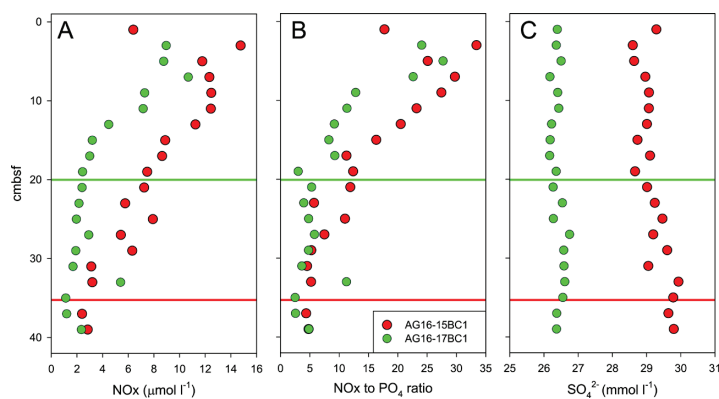 A
B
C
0
10
20
30
40
cmbsf
0 2 4 6 8 10 12 14 16
0 5 10 15 20 25 30 35
25 26 27 28 29 30 31
AG16-15BC1
AG16-17BC1
NOx (μmol l⁻¹)
NOx to PO₄ ratio
SO₄²⁻ (mmol l⁻¹)